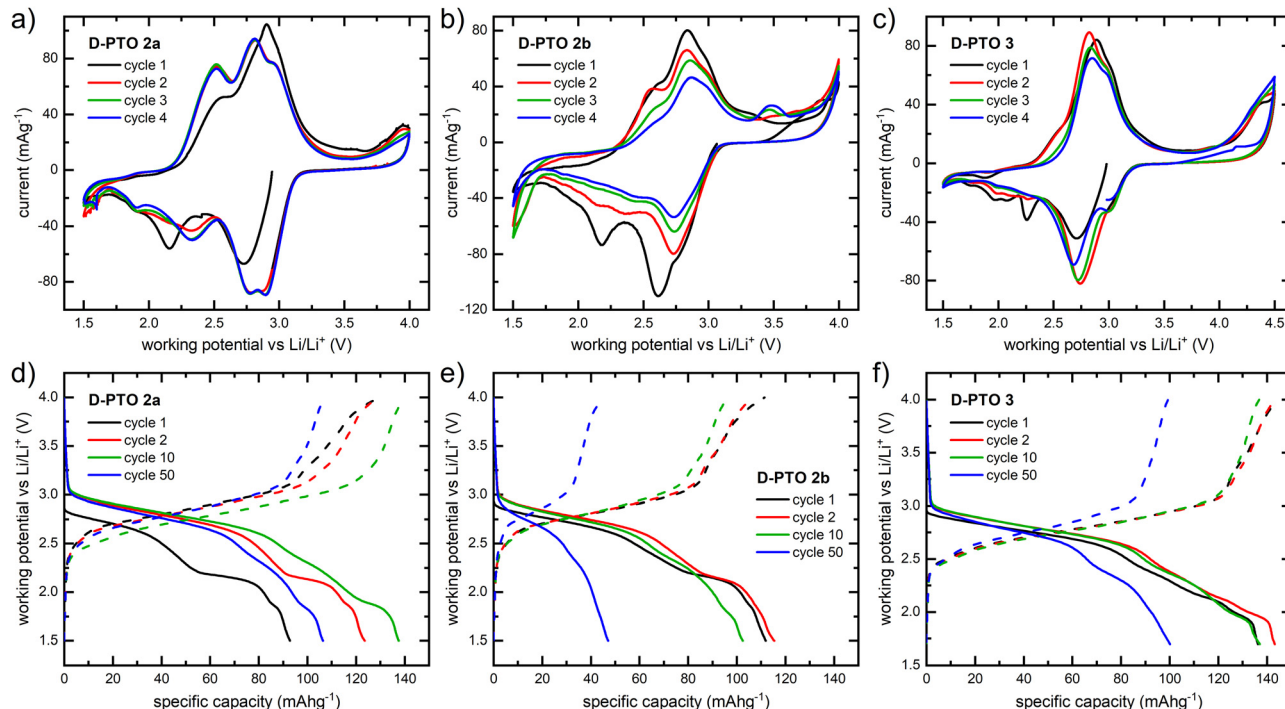 a)
D-PTO 2a
cycle 1
cycle 2
cycle 3
cycle 4
80
40
0
-40
-80
current (mAg-1)
1.5 2.0 2.5 3.0 3.5 4.0
working potential vs Li/Li+ (V)
b)
D-PTO 2b
cycle 1
cycle 2
cycle 3
cycle 4
80
40
0
-40
-80
-120
current (mAg-1)
1.5 2.0 2.5 3.0 3.5 4.0
working potential vs Li/Li+ (V)
c)
D-PTO 3
cycle 1
cycle 2
cycle 3
cycle 4
80
40
0
-40
-80
current (mAg-1)
1.5 2.0 2.5 3.0 3.5 4.0 4.5
working potential vs Li/Li+ (V)
d)
D-PTO 2a
cycle 1
cycle 2
cycle 10
cycle 50
4.0
3.5
3.0
2.5
2.0
1.5
working potential vs Li/Li+ (V)
0 20 40 60 80 100 120 140
specific capacity (mAhg-1)
e)
D-PTO 2b
cycle 1
cycle 2
cycle 10
cycle 50
4.0
3.5
3.0
2.5
2.0
1.5
working potential vs Li/Li+ (V)
0 20 40 60 80 100 120 140
specific capacity (mAhg-1)
f)
D-PTO 3
cycle 1
cycle 2
cycle 10
cycle 50
4.0
3.5
3.0
2.5
2.0
1.5
working potential vs Li/Li+ (V)
0 20 40 60 80 100 120 140
specific capacity (mAhg-1)